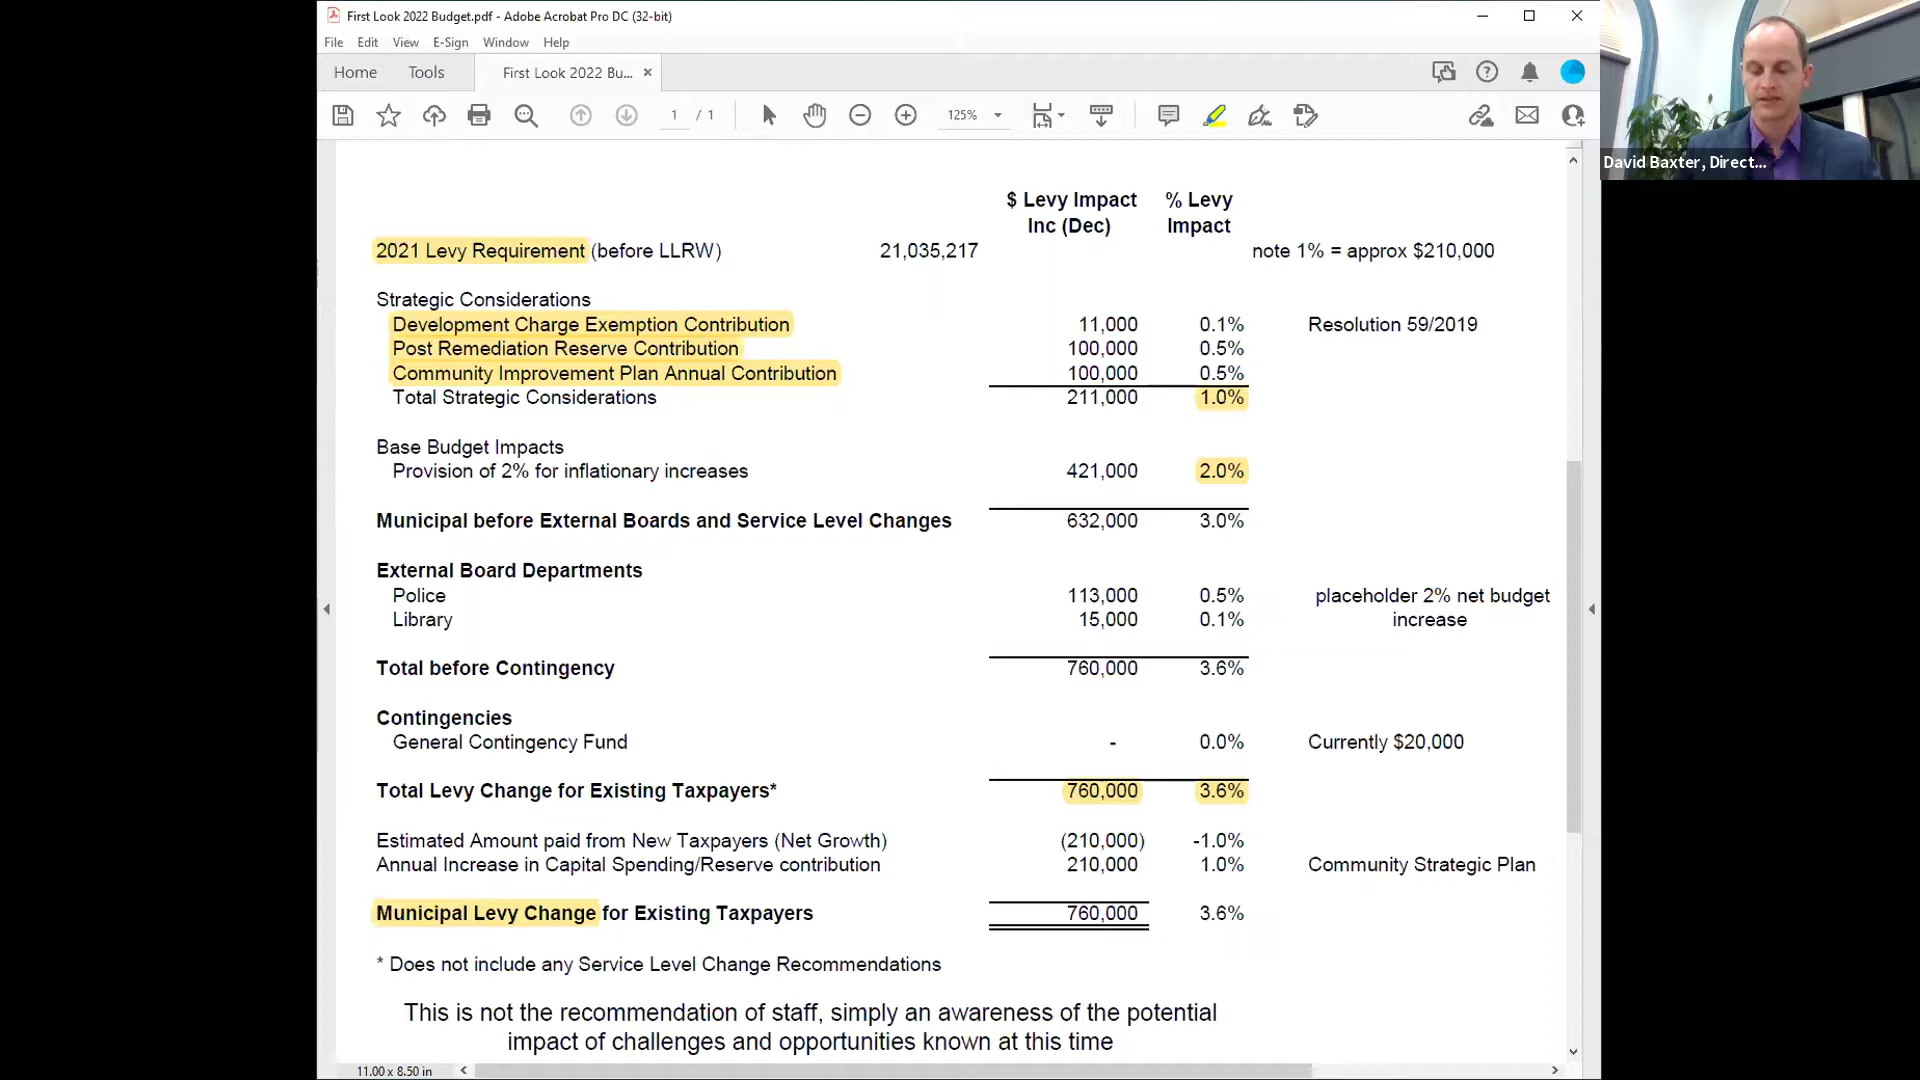 First Look 2022 Budget.pdf - Adobe Acrobat Pro DC (32-bit)
File Edit View E-Sign Window Help
Home Tools First Look 2022 Bu... ×
1 / 1 125%
David Baxter, Direct...
$ Levy Impact % Levy
Inc (Dec) Impact
2021 Levy Requirement (before LLRW) 21,035,217 note 1% = approx $210,000
Strategic Considerations
Development Charge Exemption Contribution 11,000 0.1% Resolution 59/2019
Post Remediation Reserve Contribution 100,000 0.5%
Community Improvement Plan Annual Contribution 100,000 0.5%
Total Strategic Considerations 211,000 1.0%
Base Budget Impacts
Provision of 2% for inflationary increases 421,000 2.0%
Municipal before External Boards and Service Level Changes 632,000 3.0%
External Board Departments
Police 113,000 0.5% placeholder 2% net budget
Library 15,000 0.1% increase
Total before Contingency 760,000 3.6%
Contingencies
General Contingency Fund - 0.0% Currently $20,000
Total Levy Change for Existing Taxpayers* 760,000 3.6%
Estimated Amount paid from New Taxpayers (Net Growth) (210,000) -1.0%
Annual Increase in Capital Spending/Reserve contribution 210,000 1.0% Community Strategic Plan
Municipal Levy Change for Existing Taxpayers 760,000 3.6%
* Does not include any Service Level Change Recommendations
This is not the recommendation of staff, simply an awareness of the potential
impact of challenges and opportunities known at this time
11.00 x 8.50 in